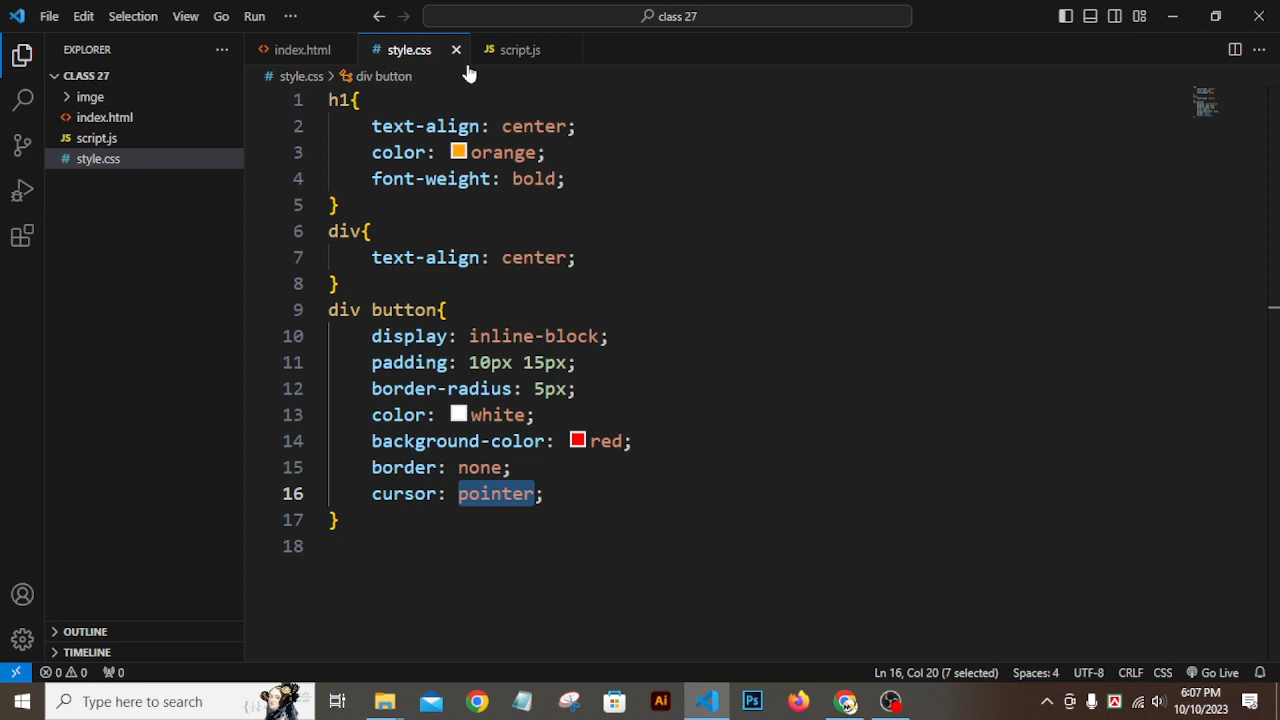 File Edit Selection View Go Run ··· class 27
EXPLORER ··· index.html style.css script.js
CLASS 27
style.css > div button
imge
index.html
script.js
style.css
1 h1{
2 text-align: center;
3 color: orange;
4 font-weight: bold;
5 }
6 div{
7 text-align: center;
8 }
9 div button{
10 display: inline-block;
11 padding: 10px 15px;
12 border-radius: 5px;
13 color: white;
14 background-color: red;
15 border: none;
16 cursor: pointer;
17 }
18
OUTLINE
TIMELINE
0 0 0 Ln 16, Col 20 (7 selected) Spaces: 4 UTF-8 CRLF CSS Go Live
Type here to search Ai Ps 6:07 PM
10/10/2023